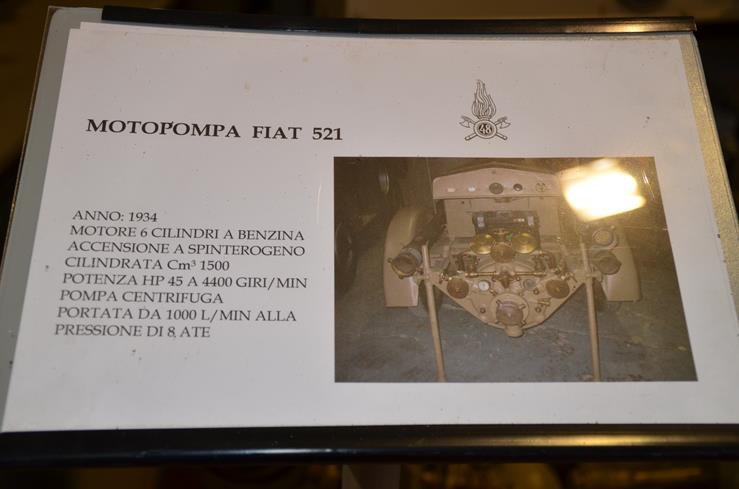 MOTOPOMPA FIAT 521
48
ANNO: 1934
MOTORE 6 CILINDRI A BENZINA
ACCENSIONE A SPINTEROGENO
CILINDRATA Cm³ 1500
POTENZA HP 45 A 4400 GIRI/MIN
POMPA CENTRIFUGA
PORTATA DA 1000 L/MIN ALLA
PRESSIONE DI 8 ATE